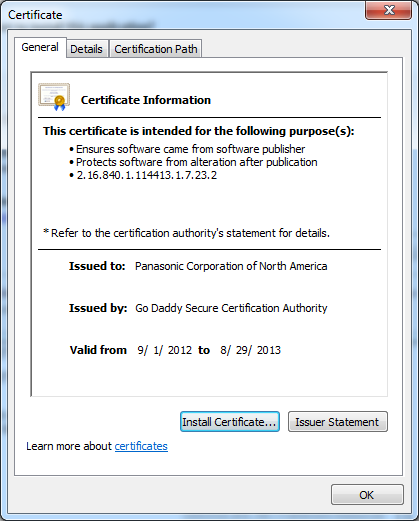 Certificate
General Details Certification Path
Certificate Information
This certificate is intended for the following purpose(s):
• Ensures software came from software publisher
• Protects software from alteration after publication
• 2.16.840.1.114413.1.7.23.2
* Refer to the certification authority's statement for details.
Issued to: Panasonic Corporation of North America
Issued by: Go Daddy Secure Certification Authority
Valid from 9/ 1/ 2012 to 8/ 29/ 2013
Install Certificate... Issuer Statement
Learn more about certificates
OK